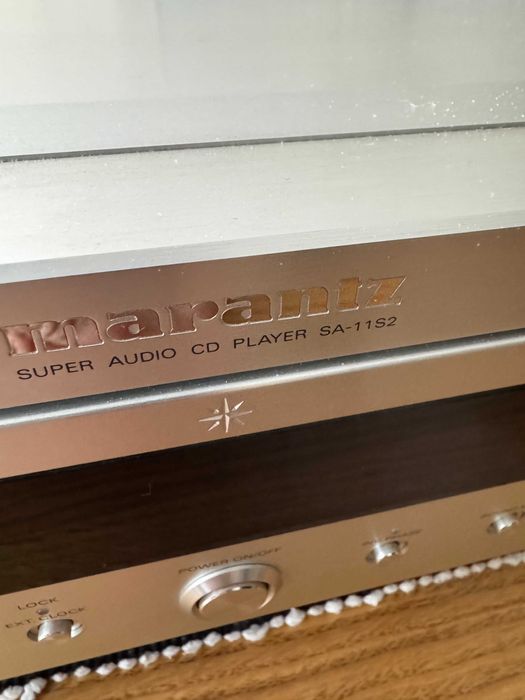 marantz
SUPER AUDIO CD PLAYER SA-11S2
POWER ON/OFF
LOCK
EXT. CLOCK